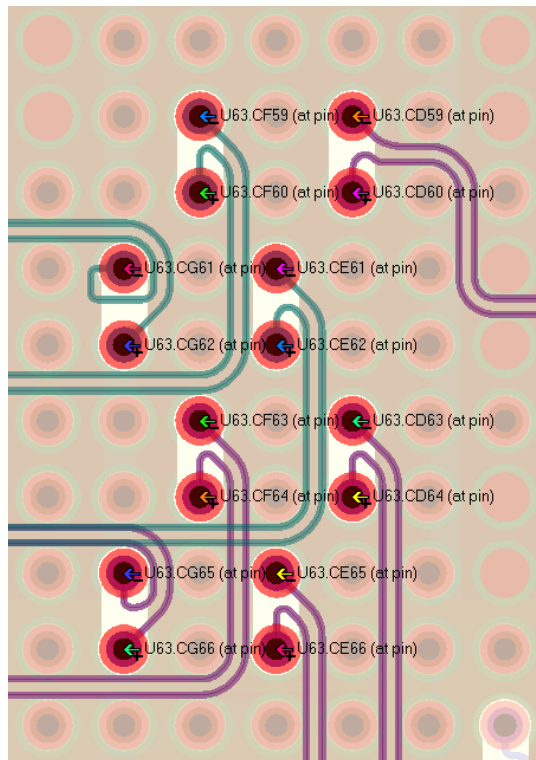 U63.CF59 (at pin) U63.CD59 (at pin)
U63.CF60 (at pin) U63.CD60 (at pin)
U63.CG61 (at pin) U63.CE61 (at pin)
U63.CG62 (at pin) U63.CE62 (at pin)
U63.CF63 (at pin) U63.CD63 (at pin)
U63.CF64 (at pin) U63.CD64 (at pin)
U63.CG65 (at pin) U63.CE65 (at pin)
U63.CG66 (at pin) U63.CE66 (at pin)